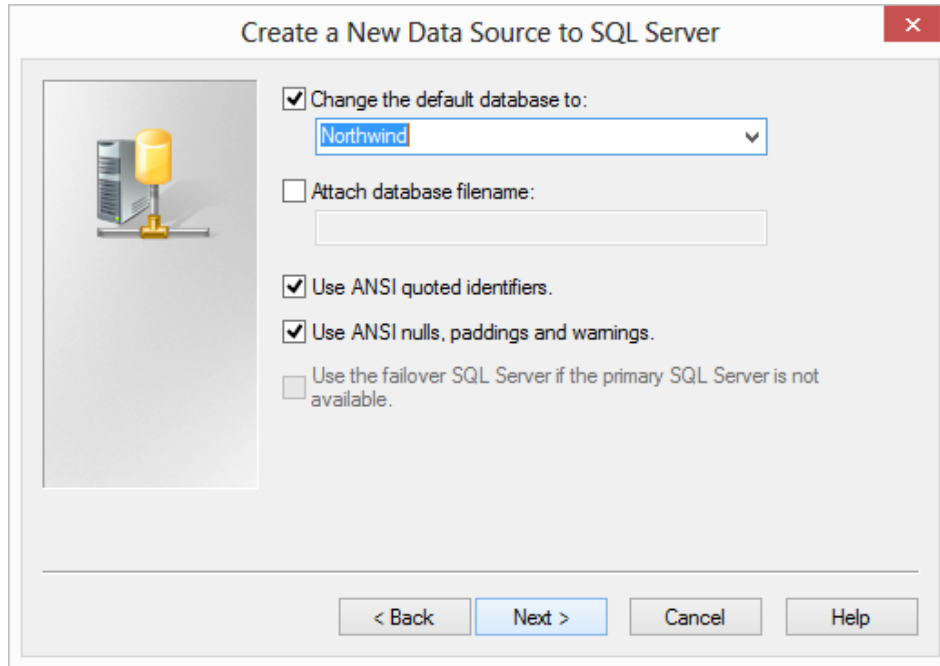 Create a New Data Source to SQL Server
Change the default database to:
Northwind
Attach database filename:
Use ANSI quoted identifiers.
Use ANSI nulls, paddings and warnings.
Use the failover SQL Server if the primary SQL Server is not
available.
< Back
Next >
Cancel
Help